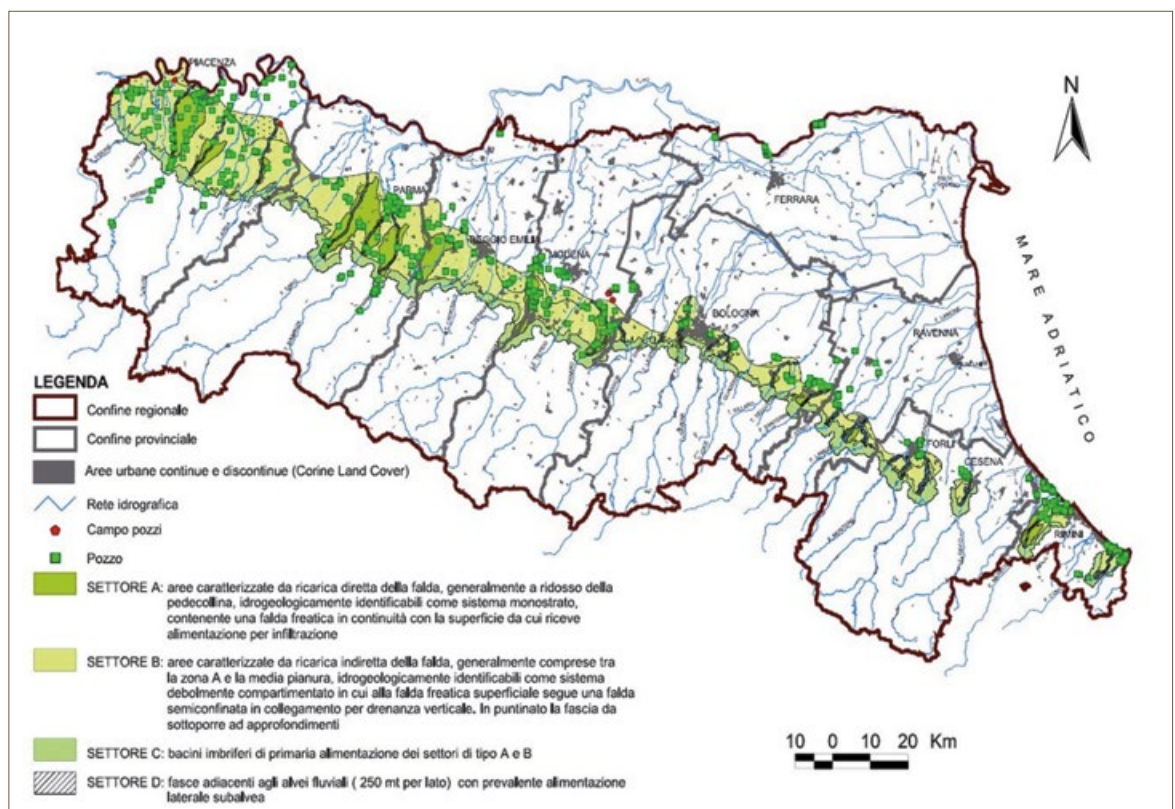 PIACENZA
N
PARMA
FERRARA
REGGIO EMILIA
MODENA
BOLOGNA
MARE ADRIATICO
RAVENNA
FORLI
CESENA
RIMINI
LEGENDA
Confine regionale
Confine provinciale
Aree urbane continue e discontinue (Corine Land Cover)
Rete idrografica
Campo pozzi
Pozzo
SETTORE A: aree caratterizzate da ricarica diretta della falda, generalmente a ridosso della
pedecollina, idrogeologicamente identificabili come sistema monostrato,
contenente una falda freatica in continuità con la superficie da cui riceve
alimentazione per infiltrazione
SETTORE B: aree caratterizzate da ricarica indiretta della falda, generalmente comprese tra
la zona A e la media pianura, idrogeologicamente identificabili come sistema
debolmente compartimentato in cui alla falda freatica superficiale segue una falda
semiconfinata in collegamento per drenanza verticale. In puntinato la fascia da
sottoporre ad approfondimenti
SETTORE C: bacini imbriferi di primaria alimentazione dei settori di tipo A e B
SETTORE D: fasce adiacenti agli alvei fluviali ( 250 mt per lato) con prevalente alimentazione
laterale subalvea
10 0 10 20 Km